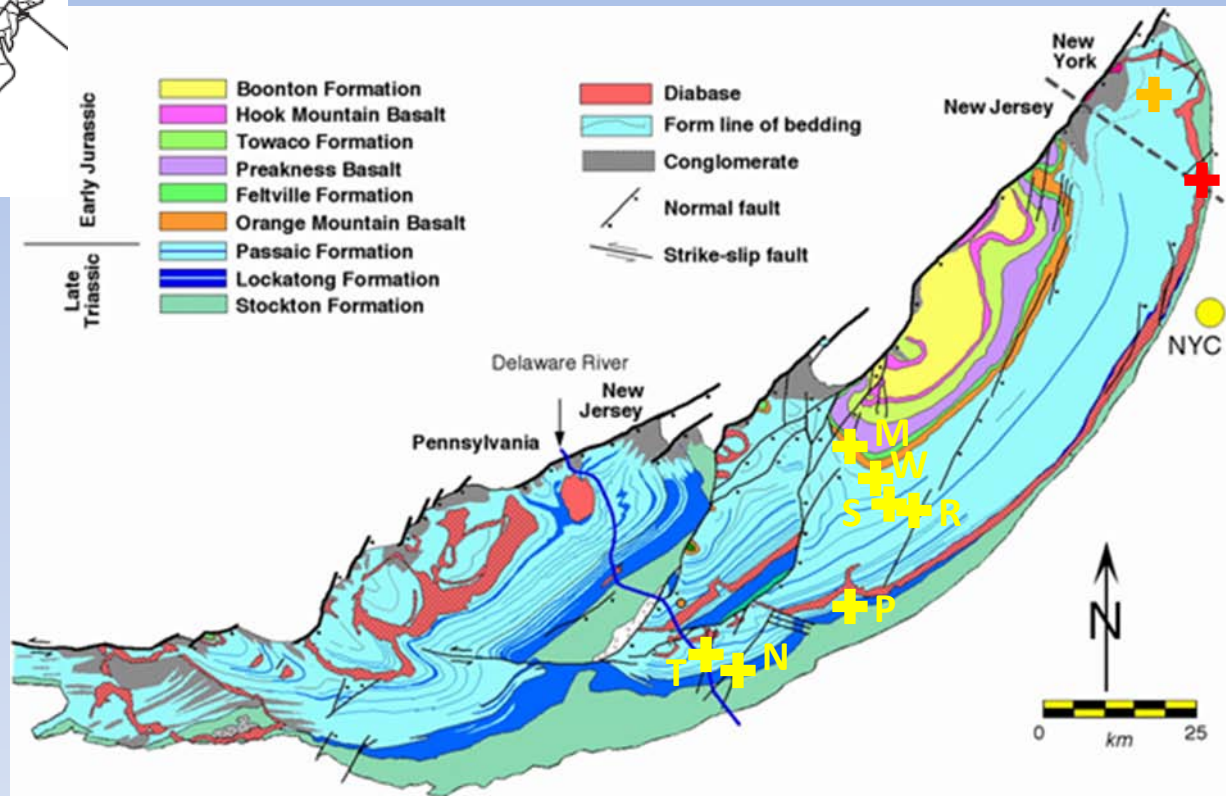 Early Jurassic
Late
Triassic
Boonton Formation
Hook Mountain Basalt
Towaco Formation
Preakness Basalt
Feltville Formation
Orange Mountain Basalt
Passaic Formation
Lockatong Formation
Stockton Formation
Diabase
Form line of bedding
Conglomerate
Normal fault
Strike-slip fault
New
York
New Jersey
NYC
Delaware River
New
Jersey
Pennsylvania
M
W
S
R
P
T
N
N
0
km
25